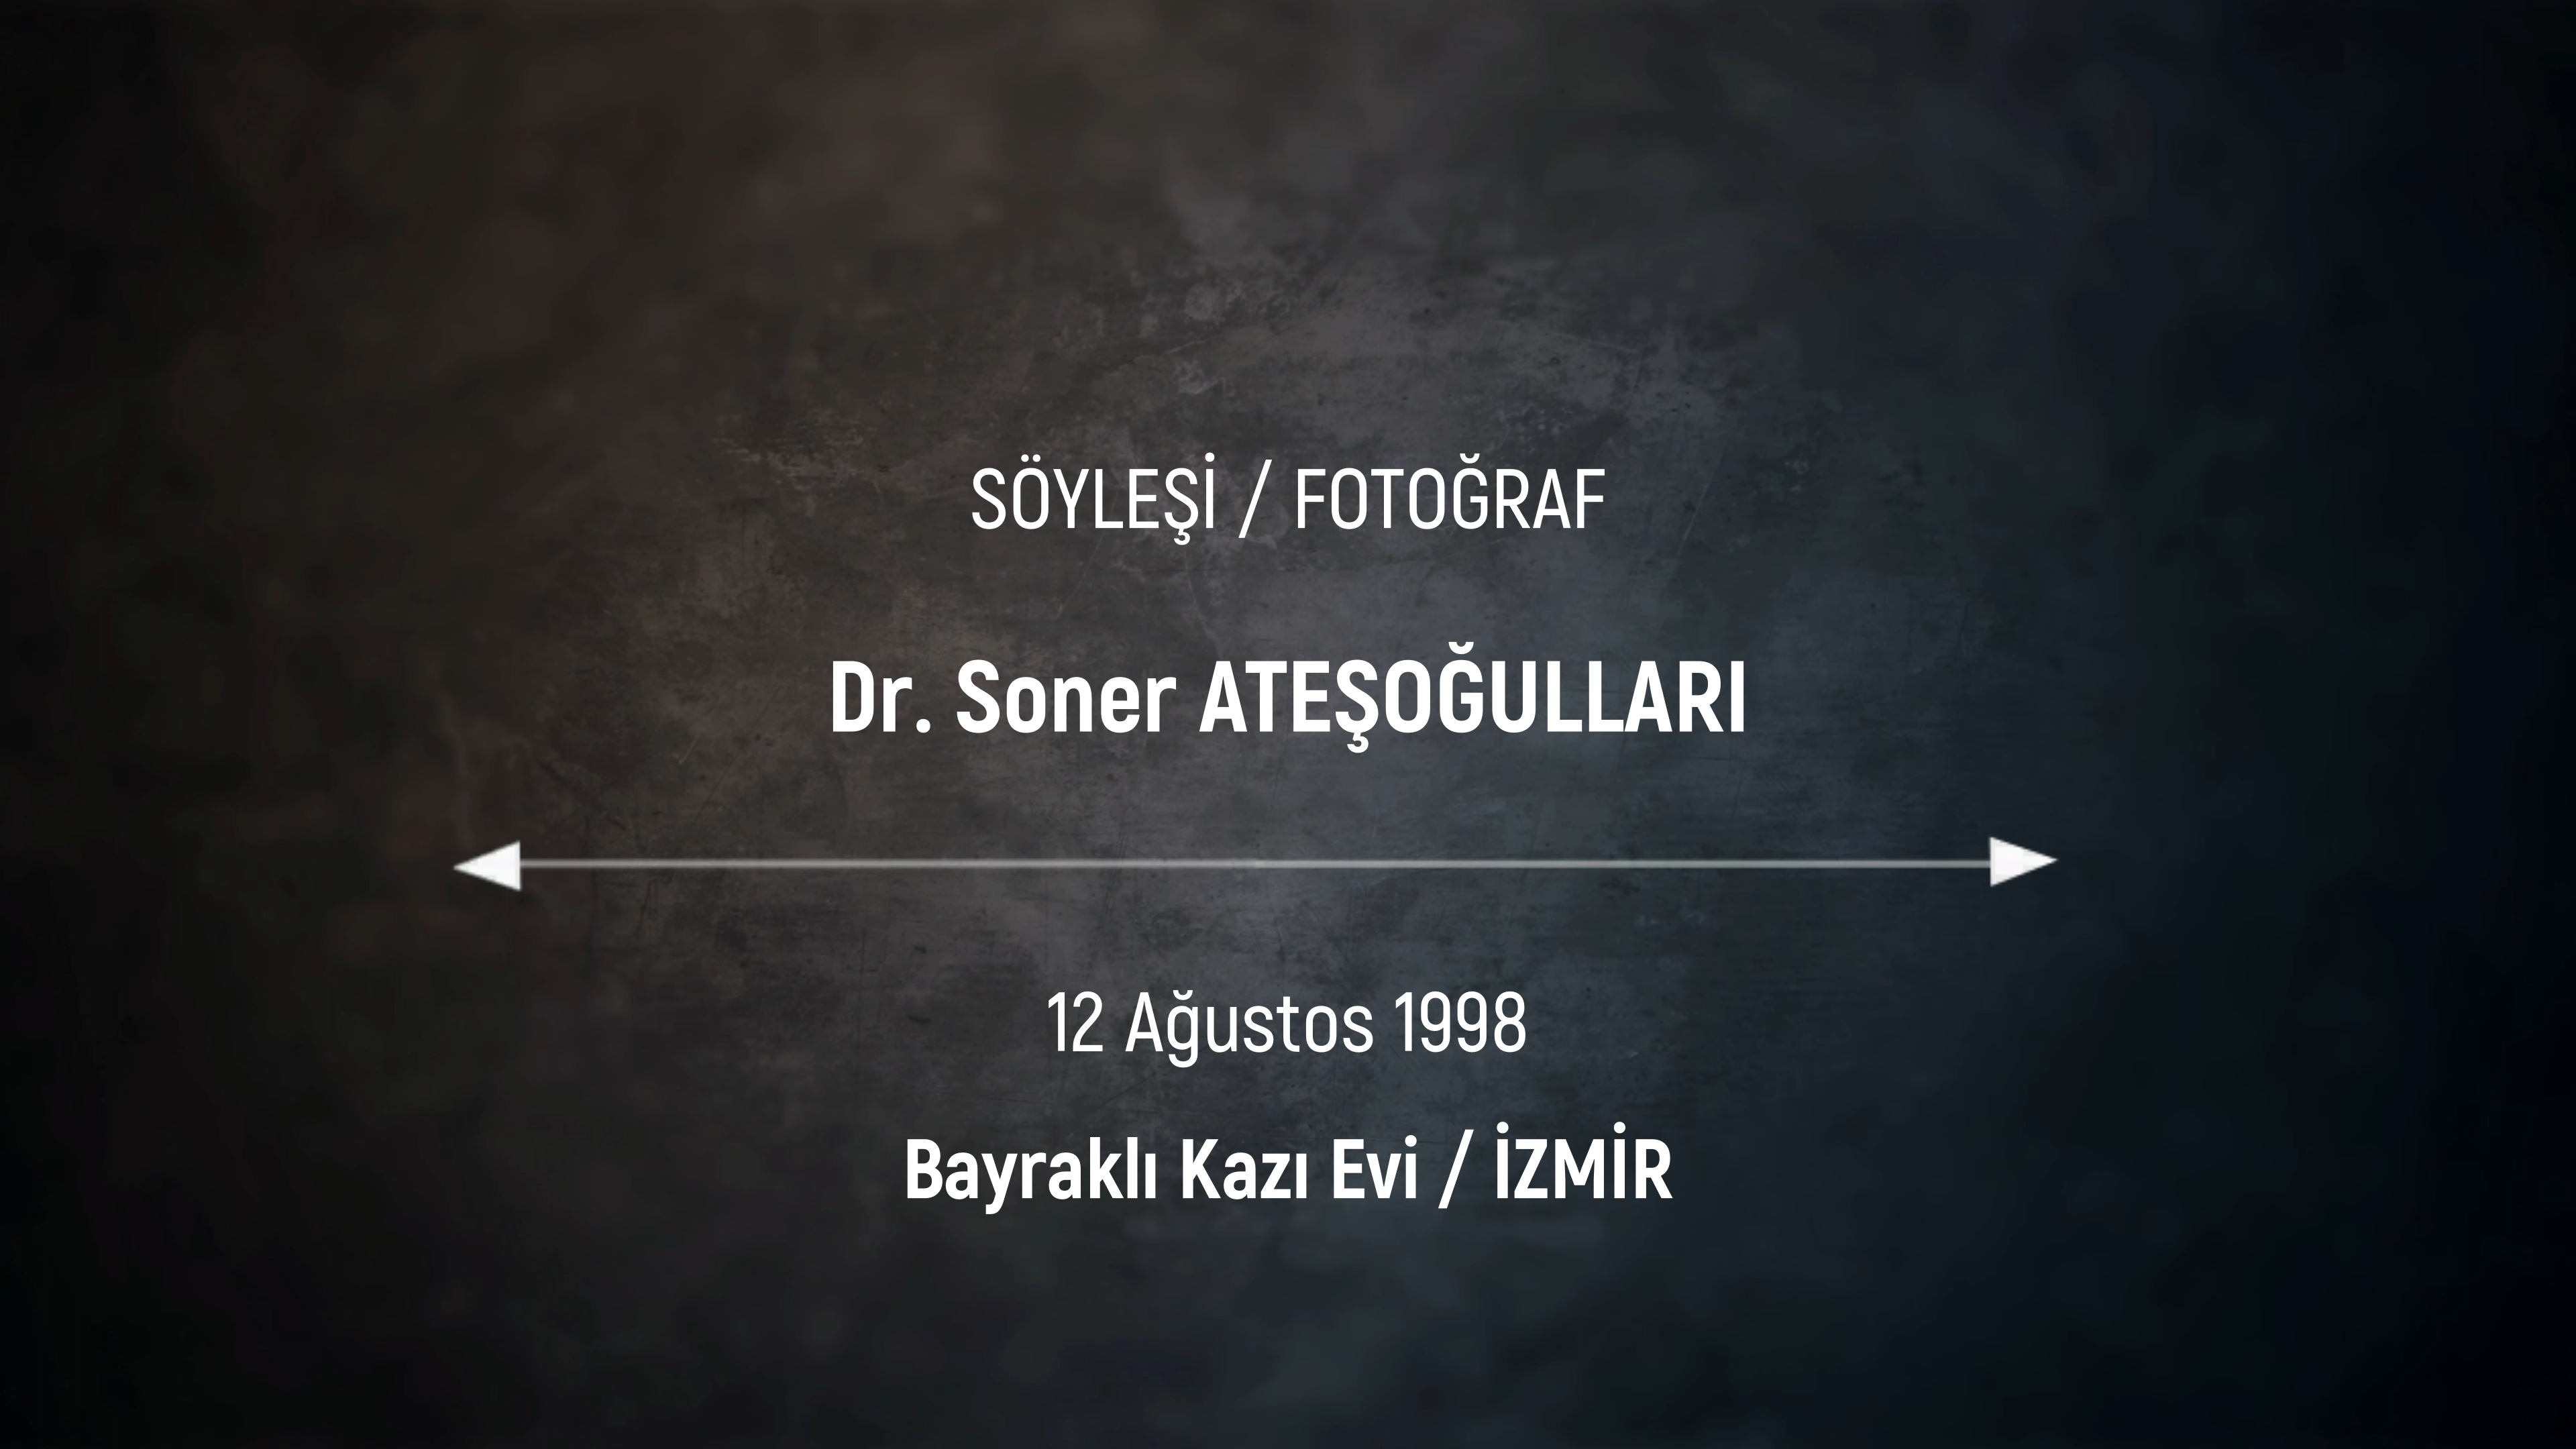 SÖYLEŞİ / FOTOĞRAF
Dr. Soner ATEŞOĞULLARI
12 Ağustos 1998
Bayraklı Kazı Evi / İZMİR